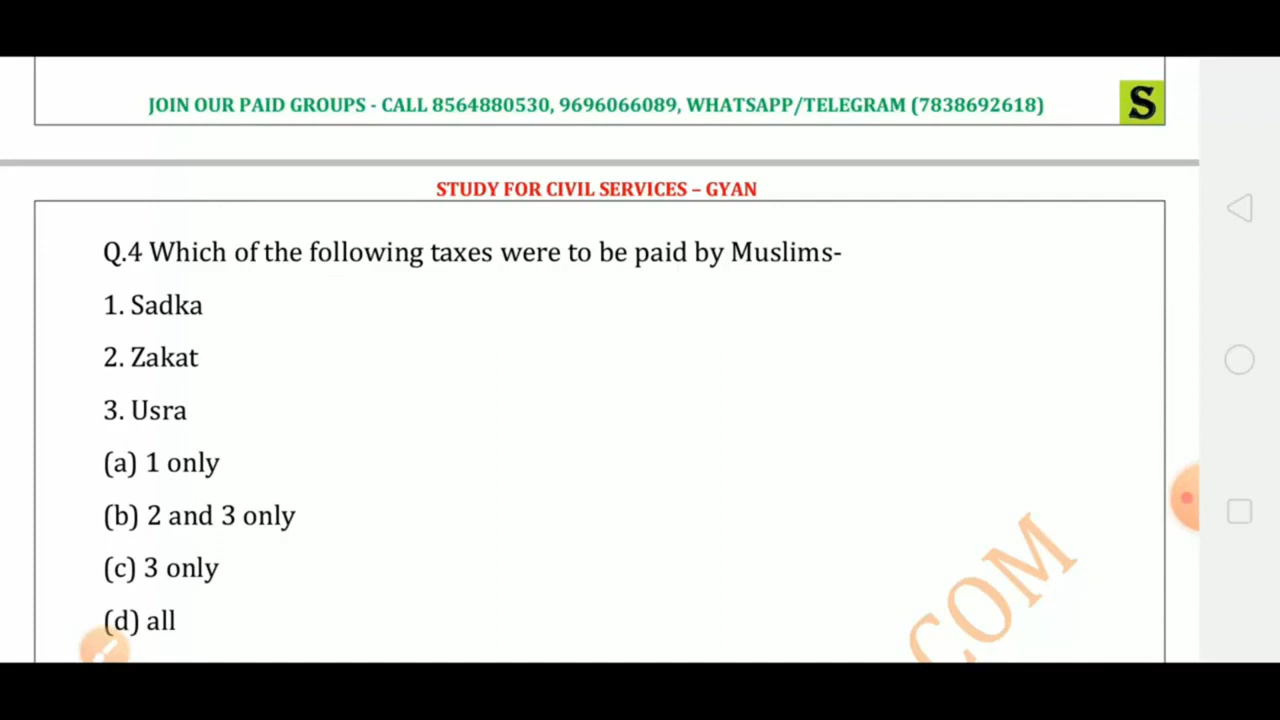 JOIN OUR PAID GROUPS - CALL 8564880530, 9696066089, WHATSAPP/TELEGRAM (7838692618)
S
STUDY FOR CIVIL SERVICES – GYAN
Q.4 Which of the following taxes were to be paid by Muslims-
1. Sadka
2. Zakat
3. Usra
(a) 1 only
(b) 2 and 3 only
(c) 3 only
(d) all
COM